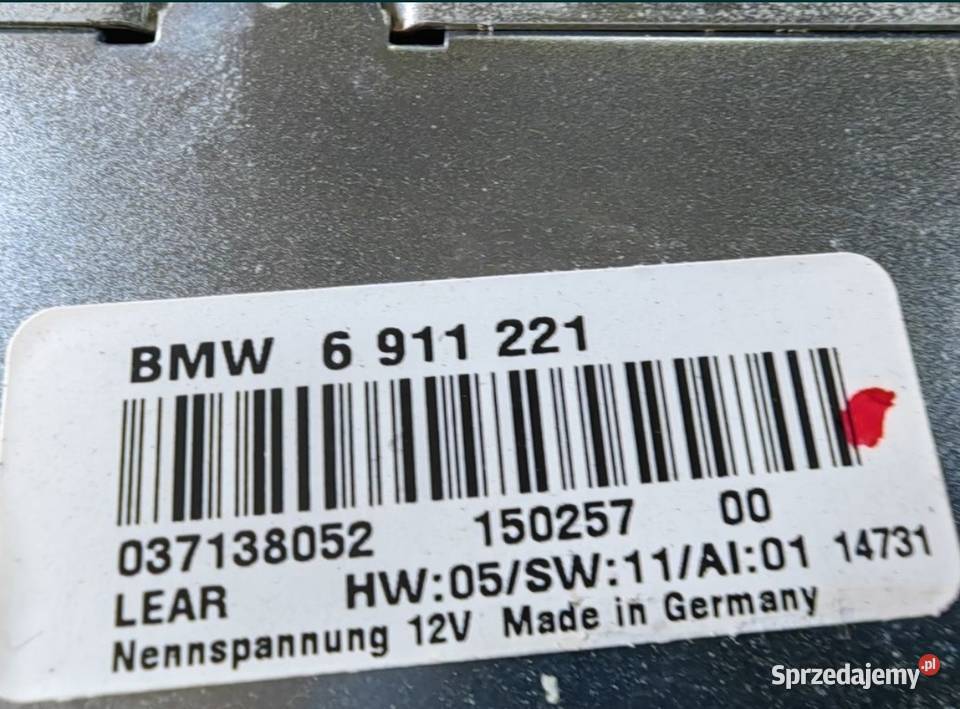 BMW 6 911 221
037138052 150257 00
LEAR HW:05/SW:11/AI:01 14731
Nennspannung 12V Made in Germany
Sprzedajemy.pl